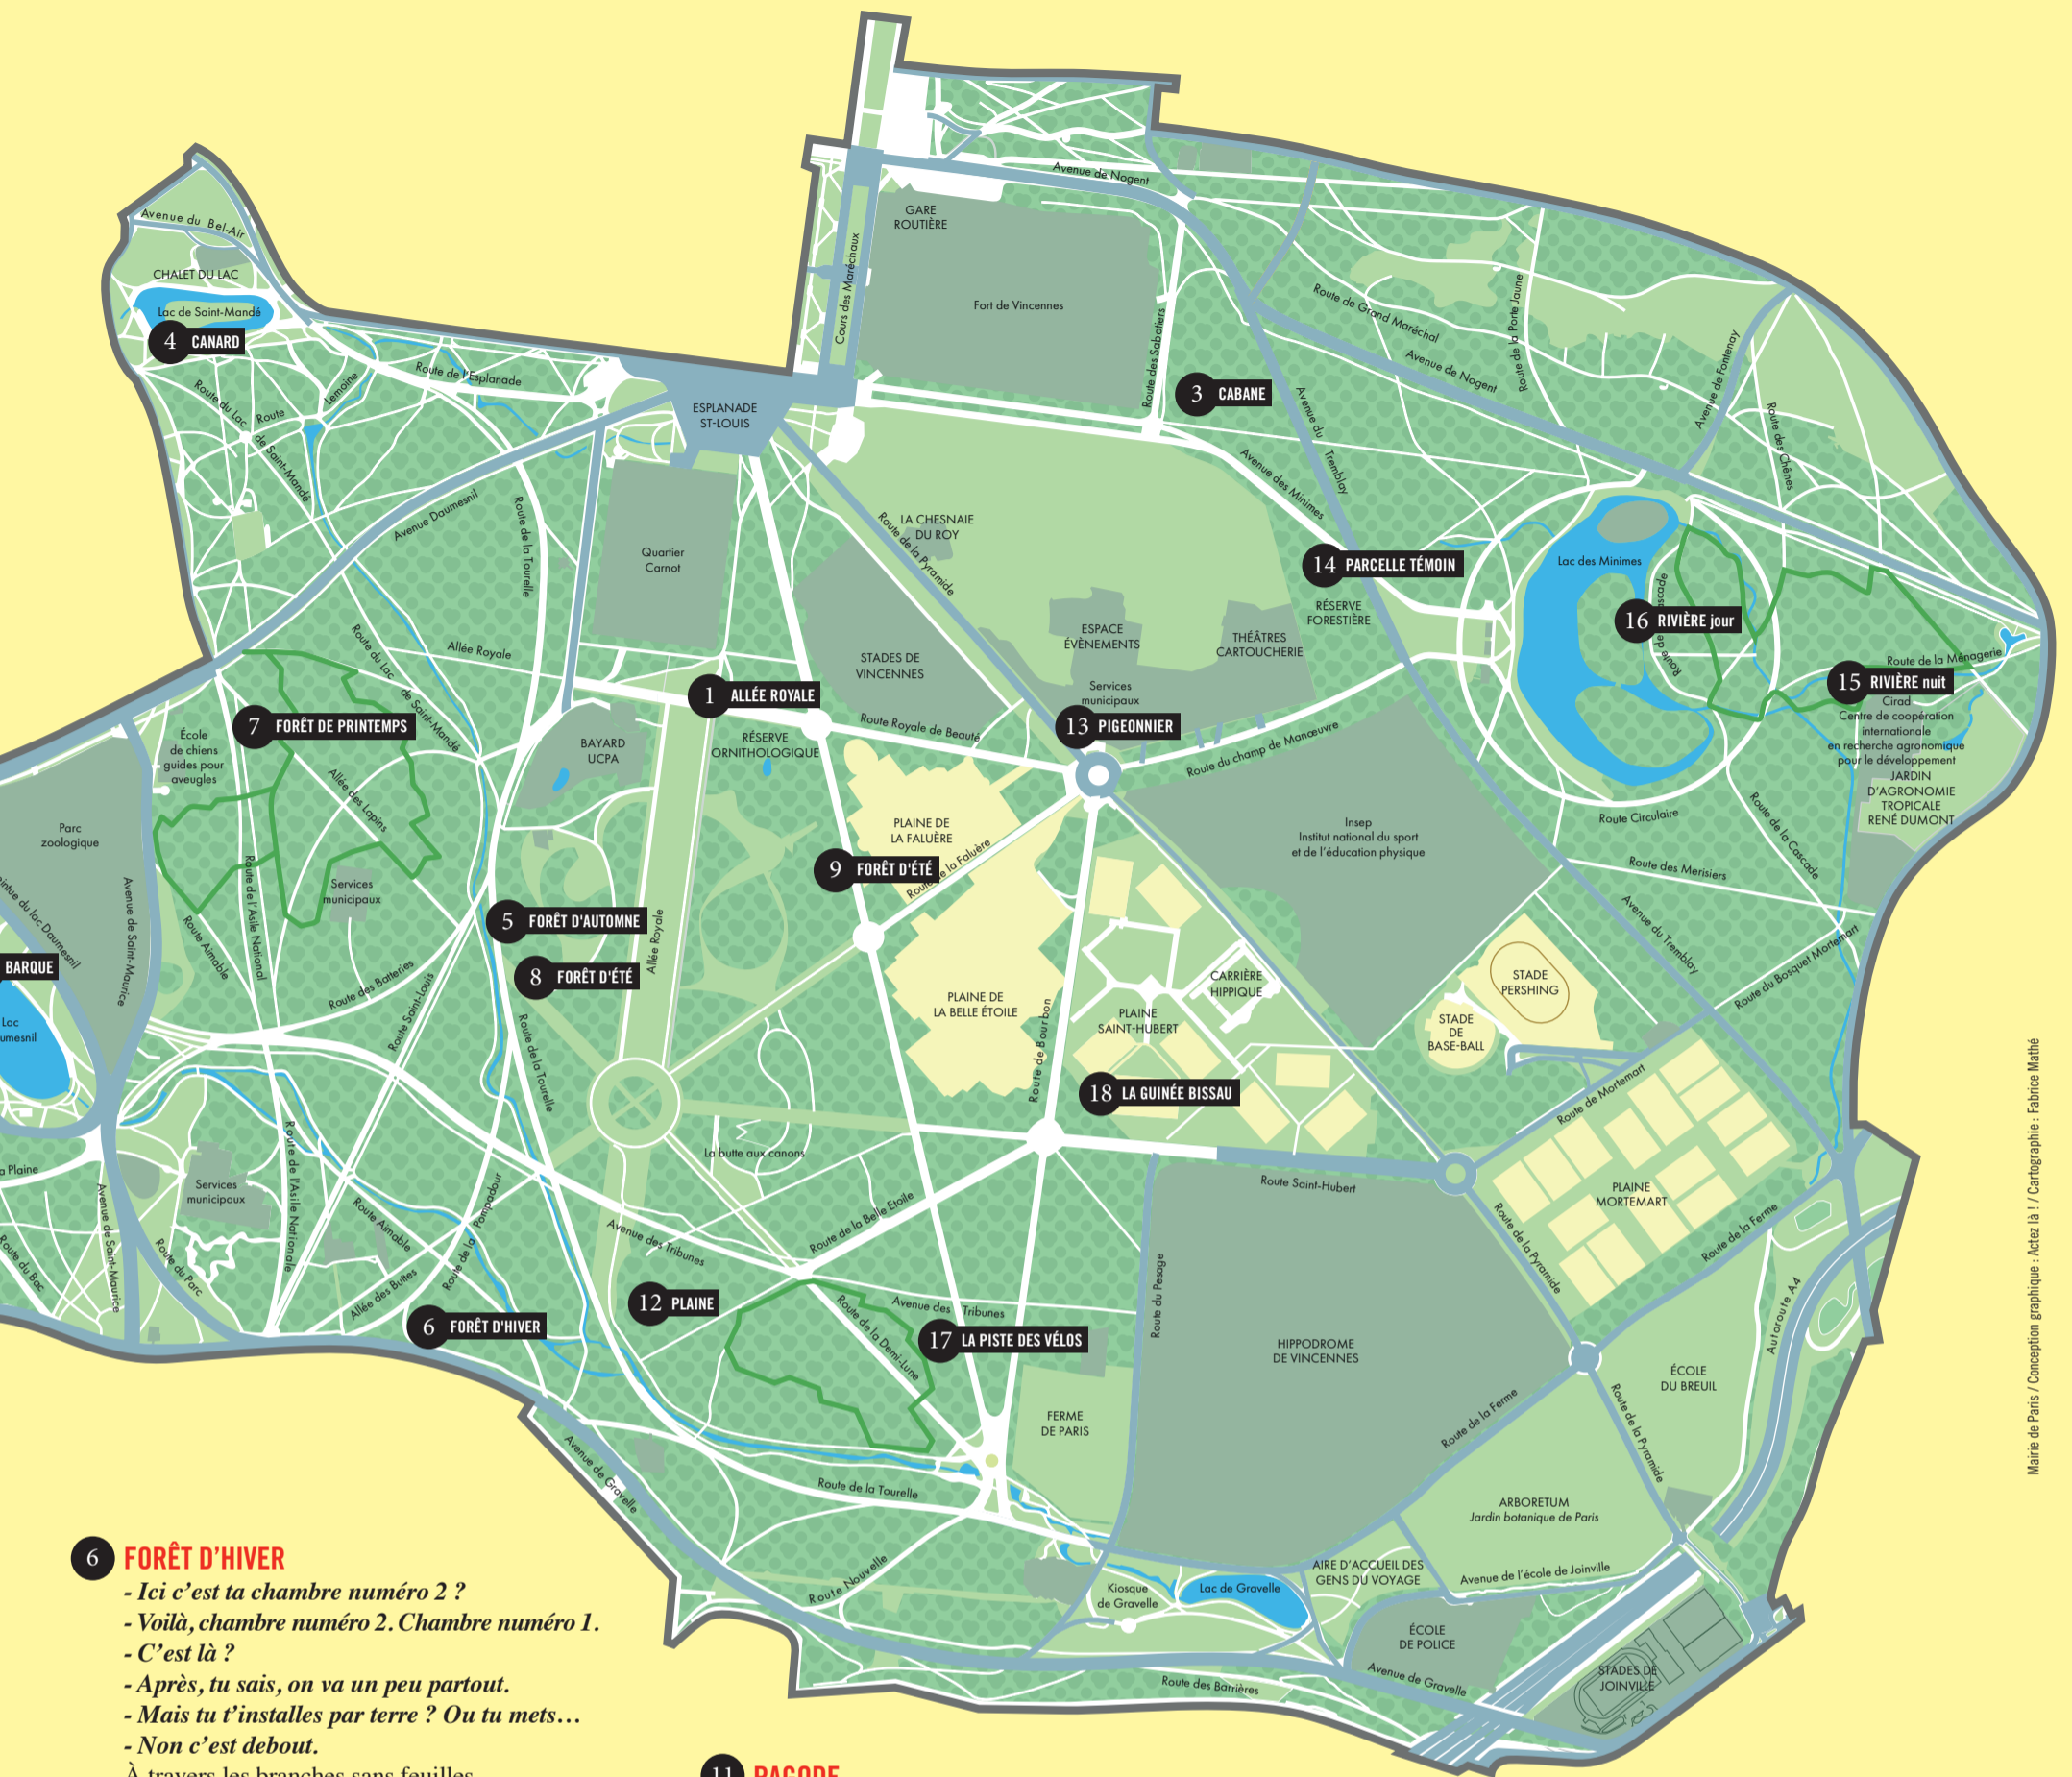 Avenue de Nogent
GARE
ROUTIÈRE
Avenue du Bel-Air
CHALET DU LAC
Lac de Saint-Mandé
4 CANARD
Cours des Maréchaux
Fort de Vincennes
Route des Sabotiers
Route de Grand Maréchal
Route de la Porte Jaune
Avenue de Nogent
Avenue de Fontenay
Route de l'Esplanade
Route du Lac de Saint-Mandé
Route Lemoine
ESPLANADE
ST-LOUIS
3 CABANE
Avenue du Tremblay
Route des Chênes
Avenue des Minimes
Avenue Daumesnil
Route de la Tourelle
Quartier
Carnot
LA CHESNAIE
DU ROY
Route de la Pyramide
14 PARCELLE TÉMOIN
RÉSERVE
FORESTIÈRE
Lac des Minimes
16 RIVIÈRE jour
Route de
ascade
ESPACE
ÉVÈNEMENTS
THÉÂTRES
CARTOUCHERIE
Services
municipaux
STADES DE
VINCENNES
Route du Lac de Saint-Mandé
Allée Royale
1 ALLÉE ROYALE
Route de la Ménagerie
15 RIVIÈRE nuit
Cirad
Centre de coopération
internationale
en recherche agronomique
pour le développement
JARDIN
D'AGRONOMIE
TROPICALE
RENÉ DUMONT
7 FORÊT DE PRINTEMPS
École
de chiens
guides pour
aveugles
BAYARD
UCPA
RÉSERVE
ORNITHOLOGIQUE
Route Royale de Beauté
13 PIGEONNIER
Route du champ de Manœuvre
Allée des Lapins
Parc
zoologique
PLAINE DE
LA FALUÈRE
Insep
Institut national du sport
et de l'éducation physique
Route Circulaire
Route de la Cascade
Route des Merisiers
9 FORÊT D'ÉTÉ
Route de la Faluère
Services
municipaux
Route de l'Asile National
Avenue de Saint-Maurice
einture du lac Daumesnil
Route Aimable
5 FORÊT D'AUTOMNE
8 FORÊT D'ÉTÉ
Allée Royale
BARQUE
Lac
umesnil
Route des Batteries
Route Saint-Louis
Route de la Tourelle
PLAINE DE
LA BELLE ÉTOILE
Route de Bourbon
PLAINE
SAINT-HUBERT
CARRIÈRE
HIPPIQUE
STADE
PERSHING
STADE
DE
BASE-BALL
Avenue du Tremblay
Route du Bosquet Mortemart
18 LA GUINÉE BISSAU
Route de Mortemart
La butte aux canons
Route Saint-Hubert
PLAINE
MORTEMART
a Plaine
Services
municipaux
Route de l'Asile Nationale
Avenue de Saint-Maurice
Route du Bac
Route du Parc
Route Aimable
Allée des Buttes
Route de la Pompadour
Avenue des Tribunes
Route de la Belle Etoile
Route de la Pyramide
Route de la Ferme
Autoroute A4
12 PLAINE
6 FORÊT D'HIVER
Route de la Demi-Lune
Avenue des Tribunes
17 LA PISTE DES VÉLOS
Route du Pesage
HIPPODROME
DE VINCENNES
ÉCOLE
DU BREUIL
FERME
DE PARIS
Route de la Ferme
Route de la Pyramide
Avenue de Gravelle
Route de la Tourelle
ARBORETUM
Jardin botanique de Paris
Route Nouvelle
Kiosque
de Gravelle
Lac de Gravelle
AIRE D'ACCUEIL DES
GENS DU VOYAGE
Avenue de l'école de Joinville
ÉCOLE
DE POLICE
Avenue de Gravelle
Route des Barrières
STADES DE
JOINVILLE
Mairie de Paris / Conception graphique : Actez là ! / Cartographie : Fabrice Mathé
6 FORÊT D'HIVER
- Ici c'est ta chambre numéro 2 ?
- Voilà, chambre numéro 2. Chambre numéro 1.
- C'est là ?
- Après, tu sais, on va un peu partout.
- Mais tu t'installes par terre ? Ou tu mets…
- Non c'est debout.
À travers les branches sans feuilles
11 PAGODE